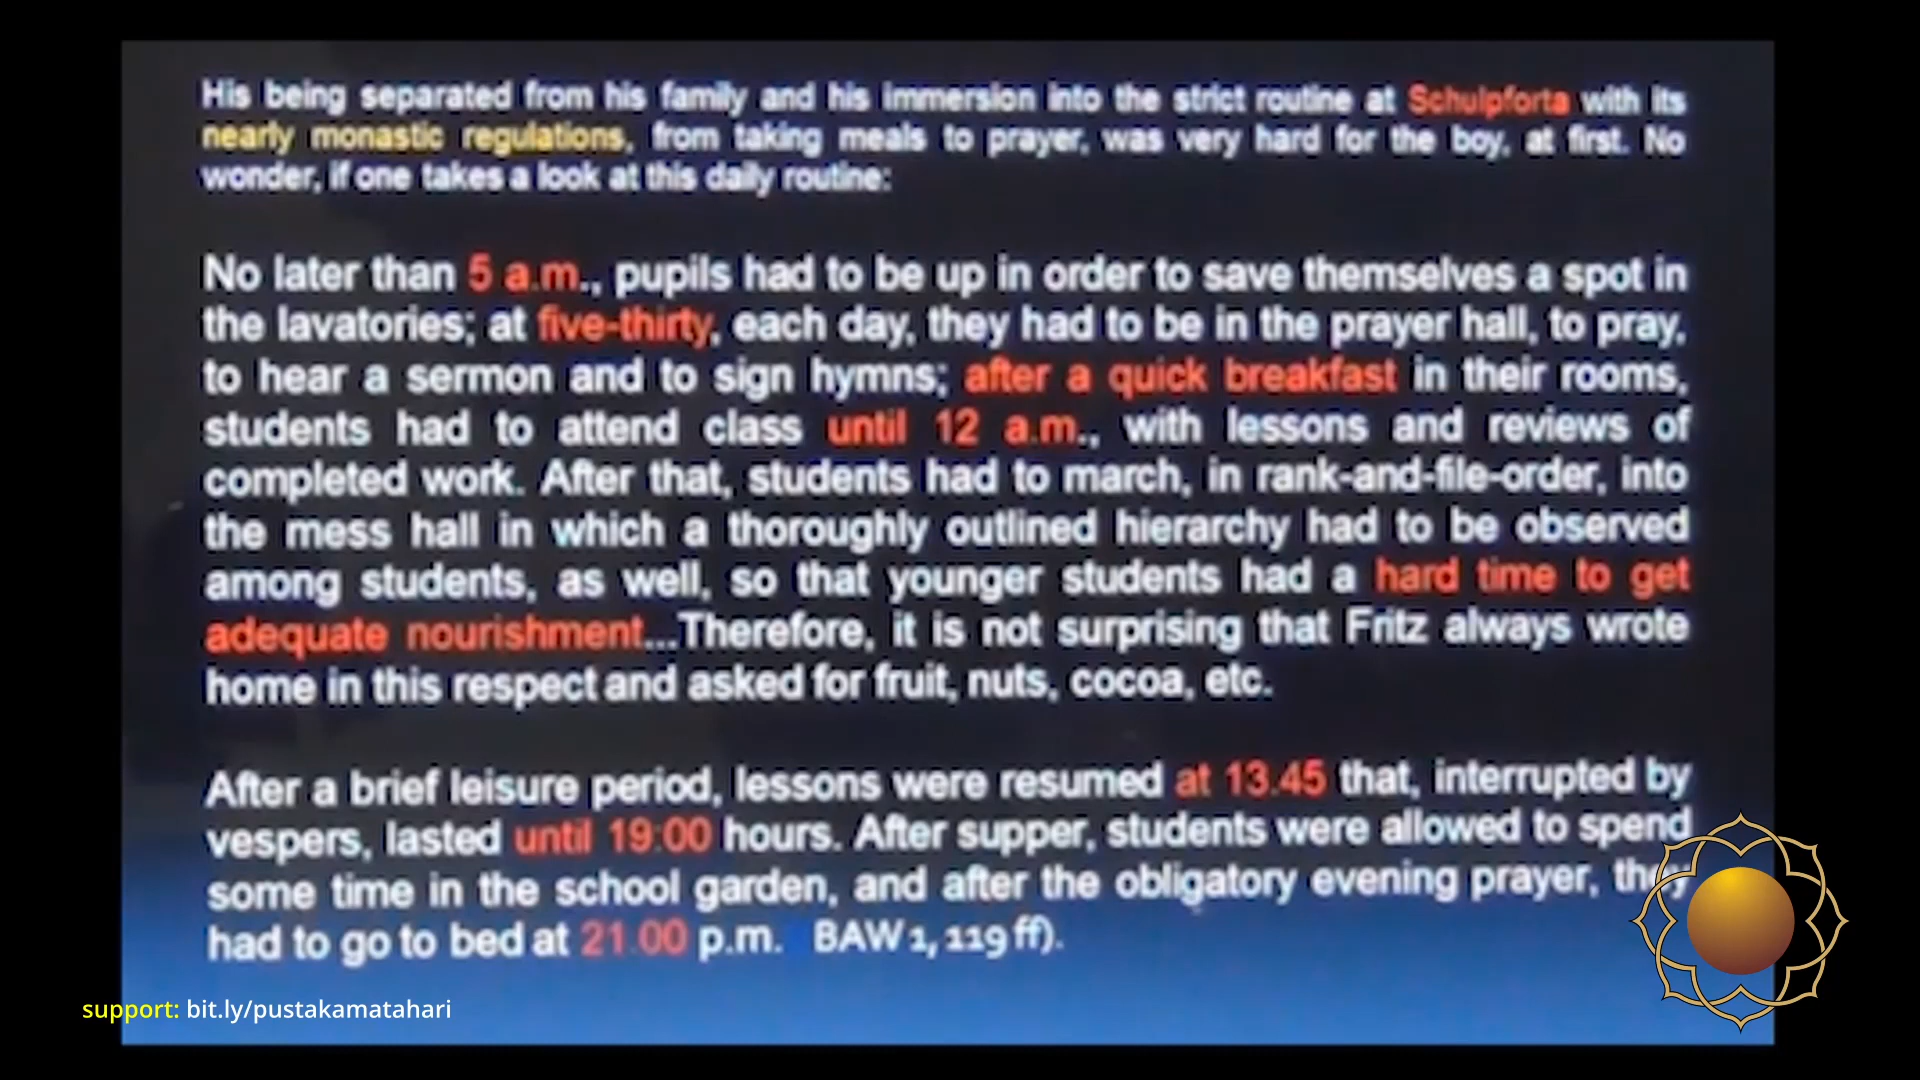 His being separated from his family and his immersion into the strict routine at Schulpforta with its
nearly monastic regulations, from taking meals to prayer, was very hard for the boy, at first. No
wonder, if one takes a look at this daily routine:
No later than 5 a.m., pupils had to be up in order to save themselves a spot in
the lavatories; at five-thirty, each day, they had to be in the prayer hall, to pray,
to hear a sermon and to sign hymns; after a quick breakfast in their rooms,
students had to attend class until 12 a.m., with lessons and reviews of
completed work. After that, students had to march, in rank-and-file-order, into
the mess hall in which a thoroughly outlined hierarchy had to be observed
among students, as well, so that younger students had a hard time to get
adequate nourishment...Therefore, it is not surprising that Fritz always wrote
home in this respect and asked for fruit, nuts, cocoa, etc.
After a brief leisure period, lessons were resumed at 13.45 that, interrupted by
vespers, lasted until 19:00 hours. After supper, students were allowed to spend
some time in the school garden, and after the obligatory evening prayer, they
had to go to bed at 21.00 p.m. BAW 1, 119 ff).
support: bit.ly/pustakamatahari